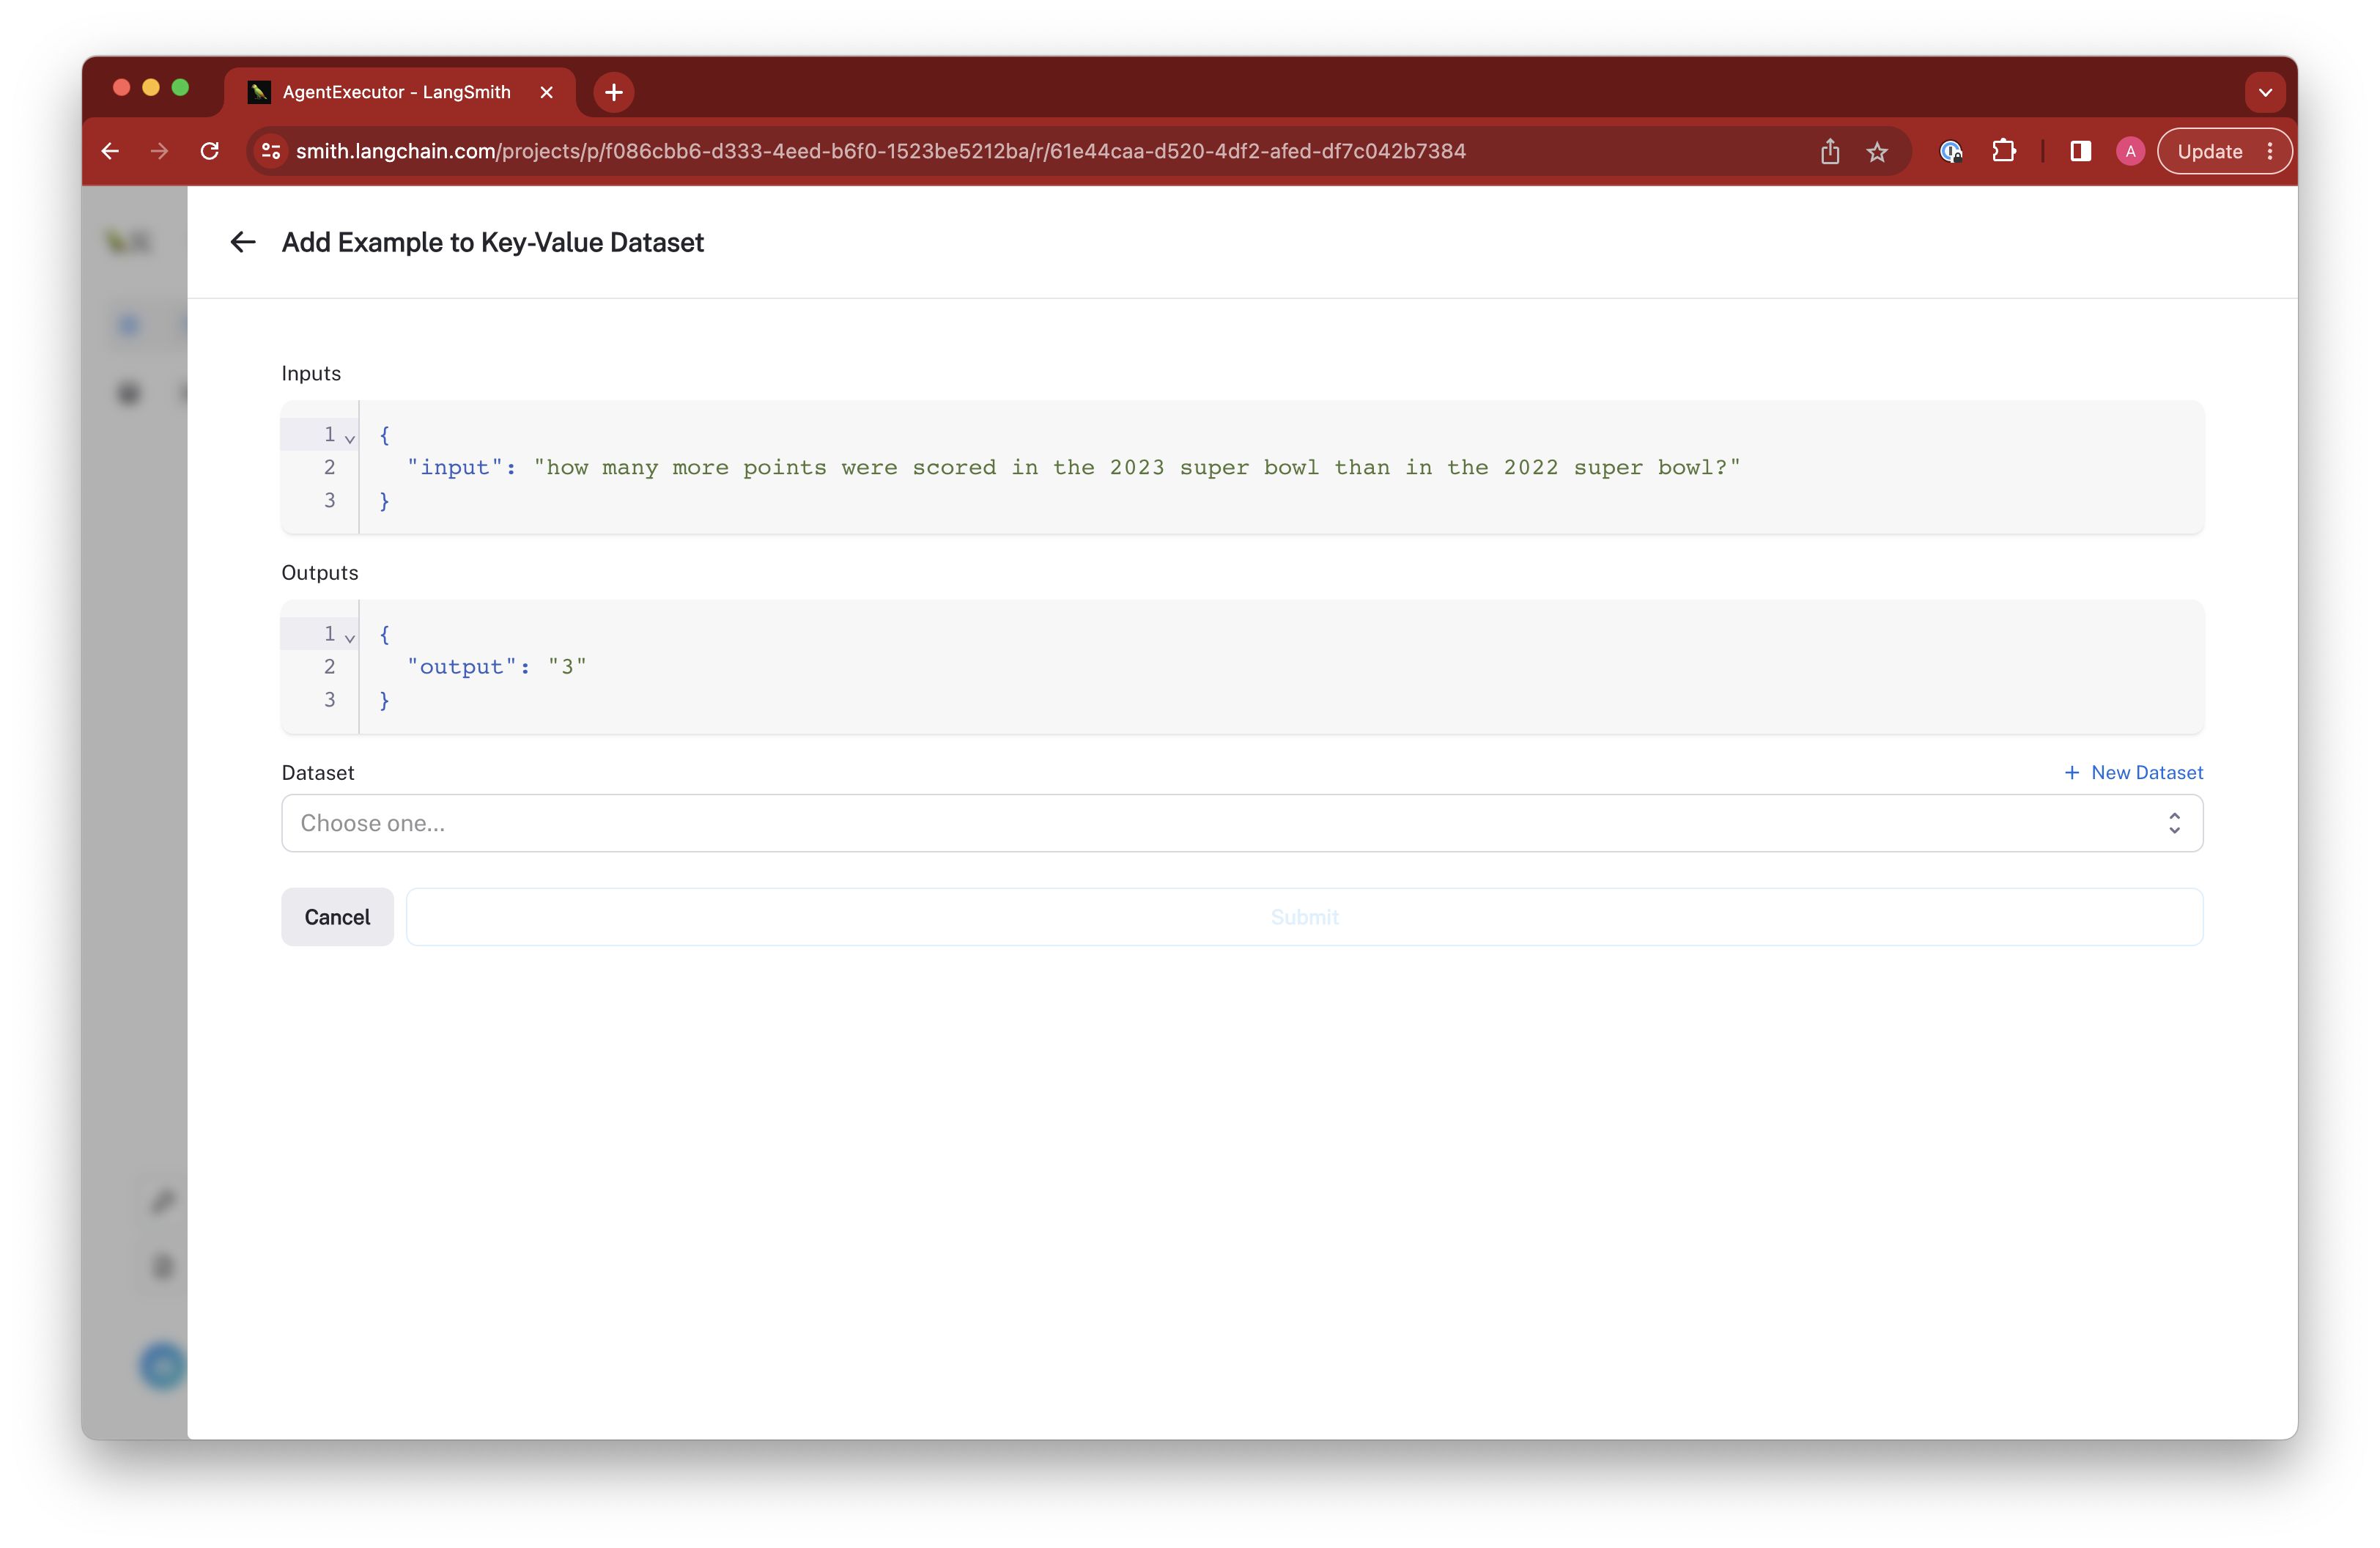 AgentExecutor - LangSmith
smith.langchain.com/projects/p/f086cbb6-d333-4eed-b6f0-1523be5212ba/r/61e44caa-d520-4df2-afed-df7c042b7384
A
Update
Add Example to Key-Value Dataset
Inputs
1 {
2 "input": "how many more points were scored in the 2023 super bowl than in the 2022 super bowl?"
3 }
Outputs
1 {
2 "output": "3"
3 }
Dataset
+ New Dataset
Choose one...
Cancel
Submit